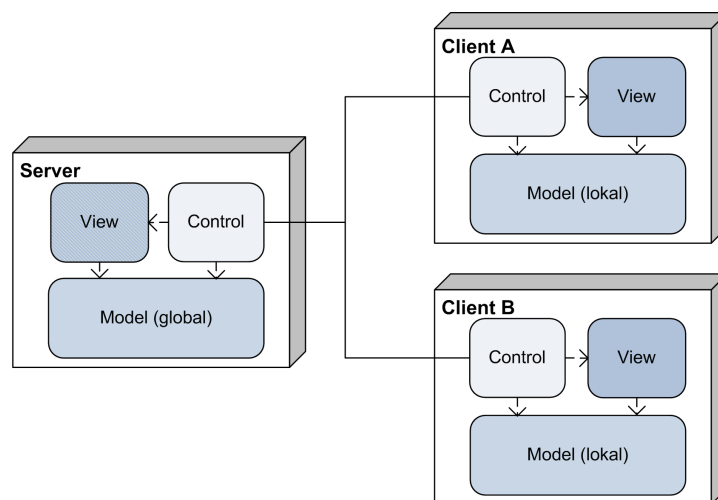 Server
View
Control
Model (global)
Client A
Control
View
Model (lokal)
Client B
Control
View
Model (lokal)